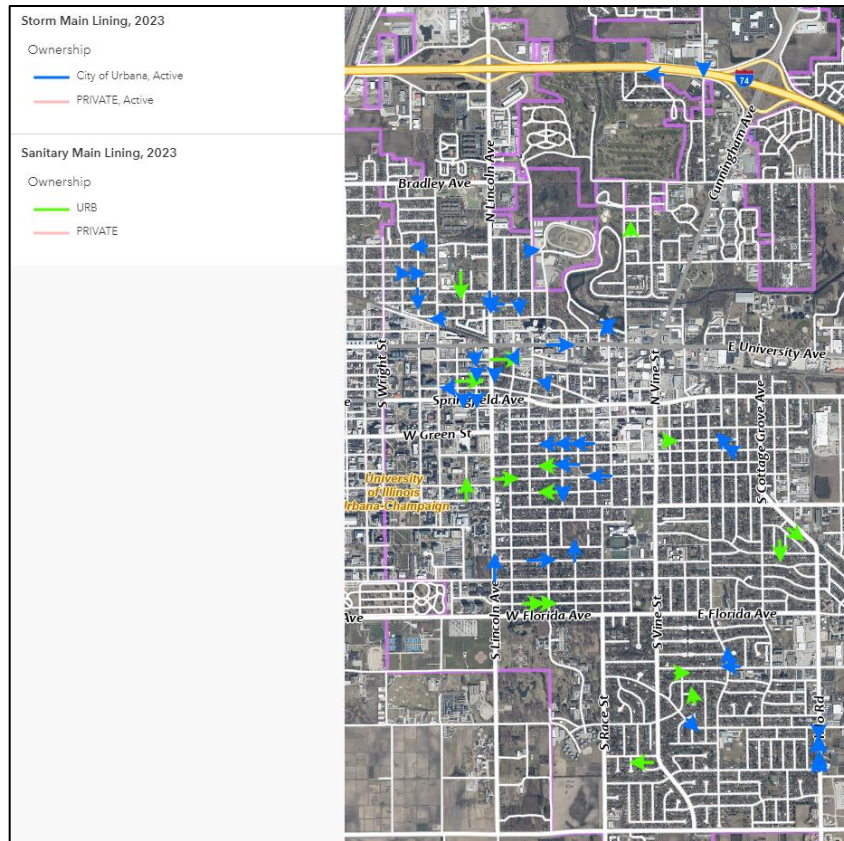 Storm Main Lining, 2023
Ownership
City of Urbana, Active
PRIVATE, Active
Sanitary Main Lining, 2023
Ownership
URB
PRIVATE
74
Cunningham Ave
N Lincoln Ave
Bradley Ave
E University Ave
S Wright St
N Vine St
Springfield Ave
S Cottage Grove Ave
W Green St
University
of Illinois
Urbana-Champaign
W Florida Ave
E Florida Ave
Ave
S Lincoln Ave
S Vine St
S Race St
Rd